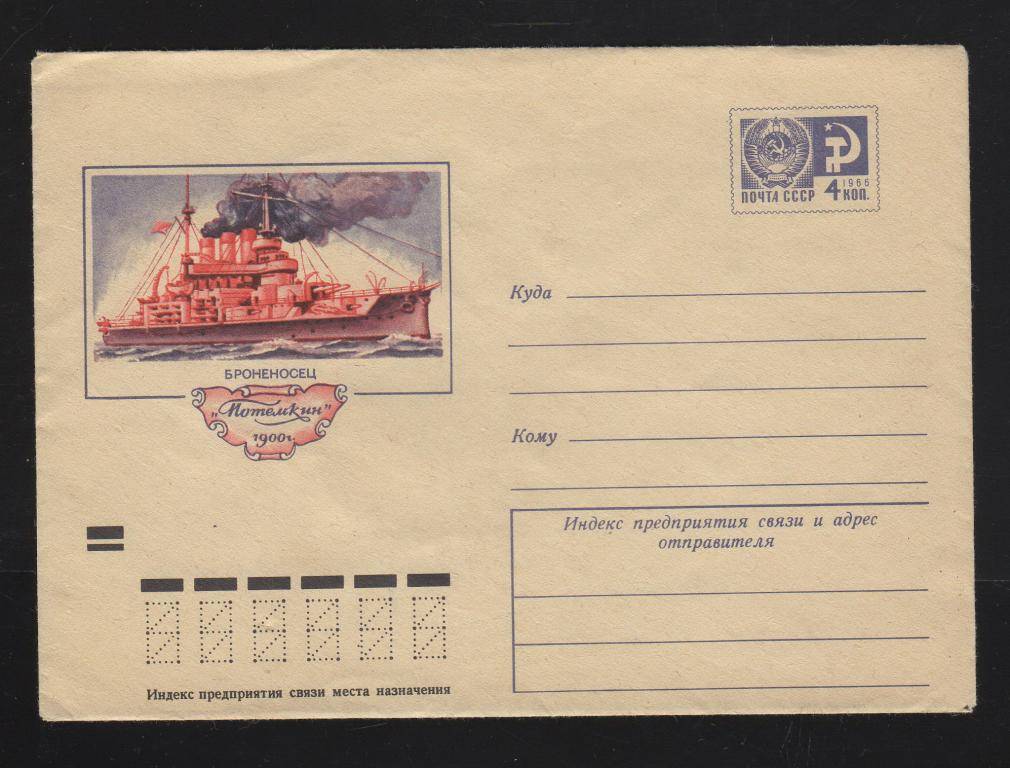 ПОЧТА СССР
1966
4 КОП.
БРОНЕНОСЕЦ
„Потемкин"
1900г.
Куда
Кому
Индекс предприятия связи и адрес
отправителя
Индекс предприятия связи места назначения